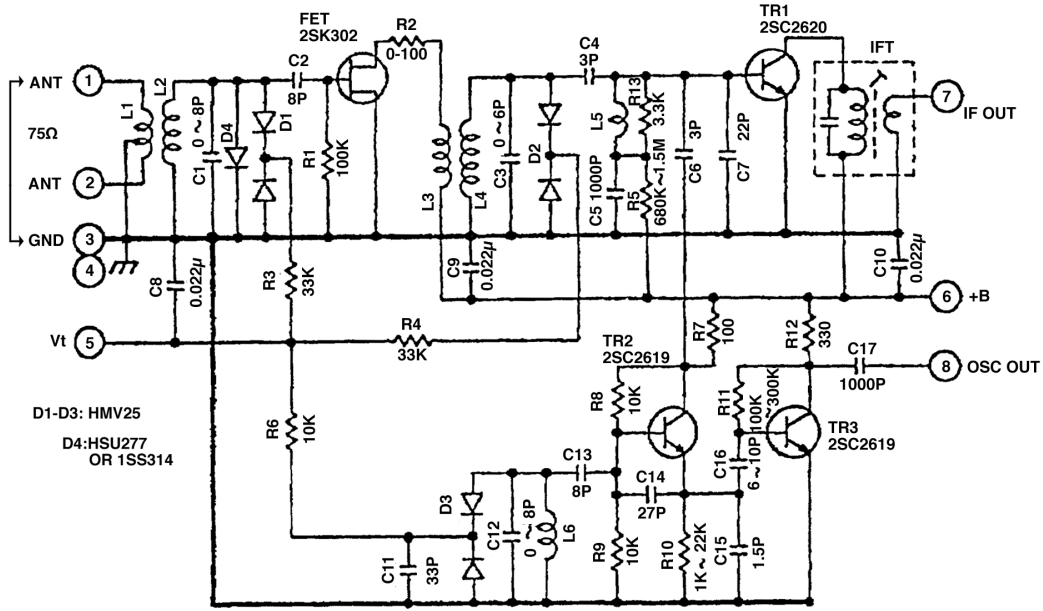 FET
2SK302
R2
0-100
TR1
2SC2620
IFT
ANT
1
L1
L2
C2
8P
C4
3P
7
IF OUT
75Ω
C1
0～8P
D4
D1
R1
100K
L3
L4
C3
0～6P
D2
L5
R13
3.3K
C5 1000P
R5
680K～1.5M
C6
3P
C7
22P
ANT
2
GND
3
4
C8
0.022μ
R3
33K
C9
0.022μ
C10
0.022μ
6
+B
Vt
5
R4
33K
TR2
2SC2619
R7
100
R12
330
C17
1000P
8
OSC OUT
D1-D3: HMV25
D4:HSU277
OR 1SS314
R6
10K
R8
10K
R11
100K
～300K
TR3
2SC2619
C16
6～10P
C13
8P
C14
27P
D3
C12
0～8P
L6
R9
10K
R10
1K～22K
C15
1.5P
C11
33P